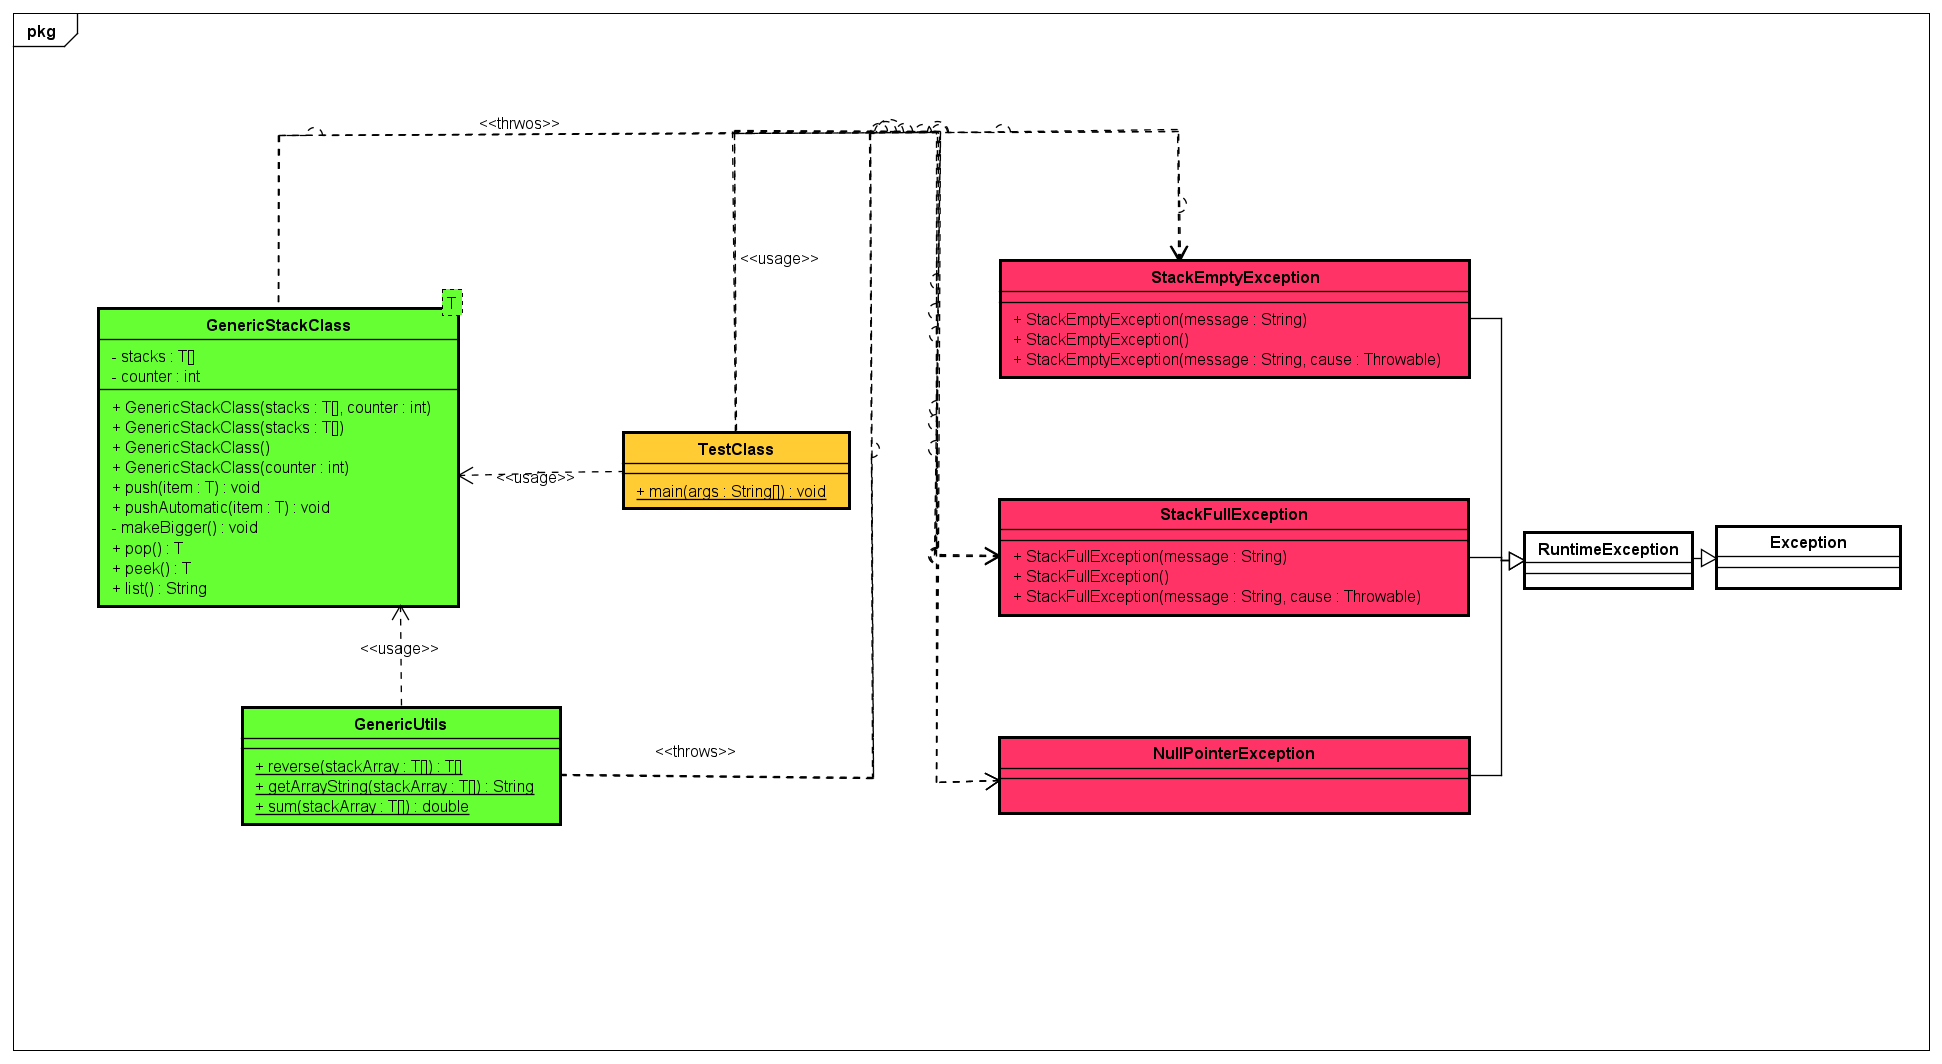 pkg
<<thrwos>>
<<usage>>
T
GenericStackClass
- stacks : T[]
- counter : int
+ GenericStackClass(stacks : T[], counter : int)
+ GenericStackClass(stacks : T[])
+ GenericStackClass()
+ GenericStackClass(counter : int)
+ push(item : T) : void
+ pushAutomatic(item : T) : void
- makeBigger() : void
+ pop() : T
+ peek() : T
+ list() : String
<<usage>>
TestClass
+ main(args : String[]) : void
<<usage>>
GenericUtils
+ reverse(stackArray : T[]) : T[]
+ getArrayString(stackArray : T[]) : String
+ sum(stackArray : T[]) : double
<<throws>>
StackEmptyException
+ StackEmptyException(message : String)
+ StackEmptyException()
+ StackEmptyException(message : String, cause : Throwable)
StackFullException
+ StackFullException(message : String)
+ StackFullException()
+ StackFullException(message : String, cause : Throwable)
NullPointerException
RuntimeException
Exception